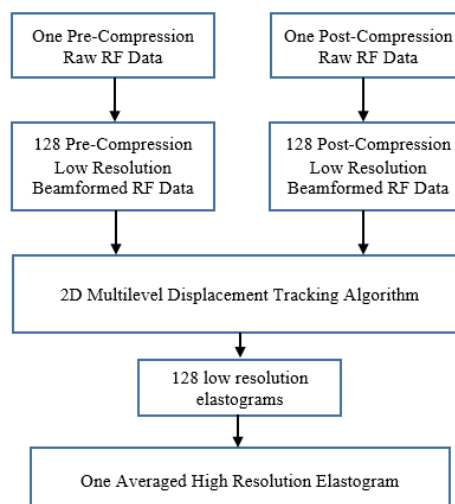 One Pre-Compression
Raw RF Data
One Post-Compression
Raw RF Data
128 Pre-Compression
Low Resolution
Beamformed RF Data
128 Post-Compression
Low Resolution
Beamformed RF Data
2D Multilevel Displacement Tracking Algorithm
128 low resolution
elastograms
One Averaged High Resolution Elastogram